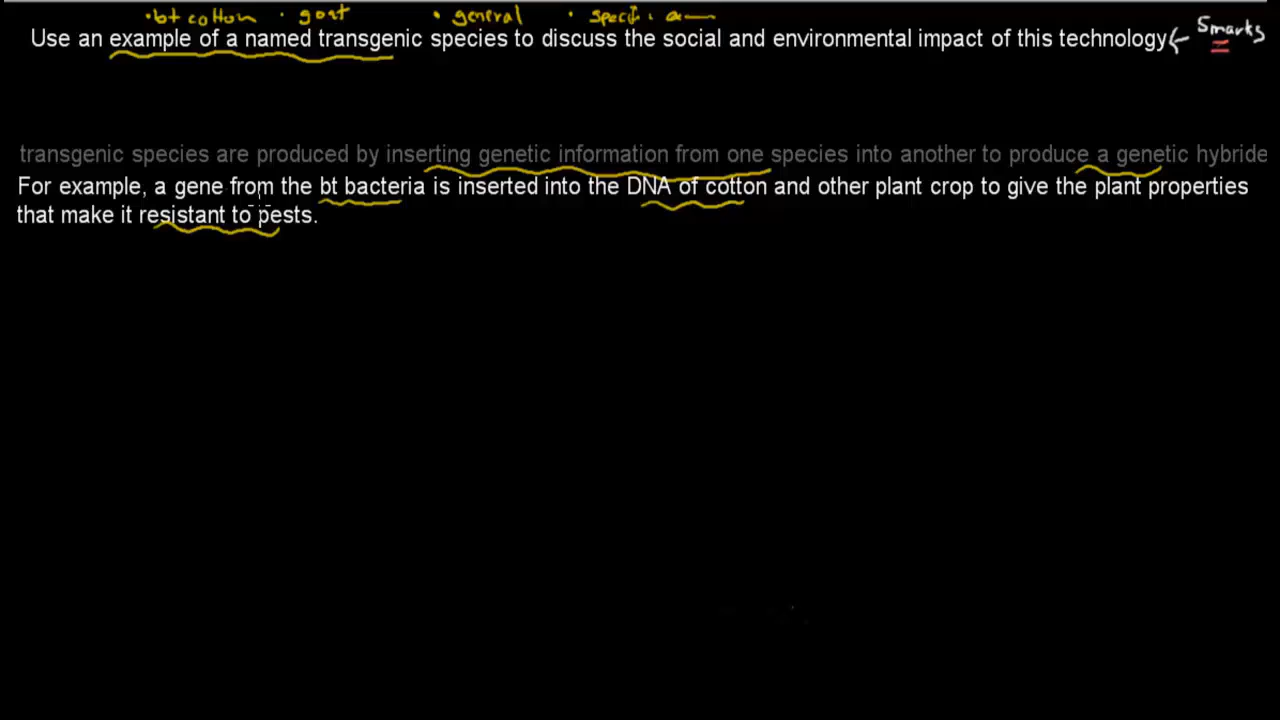 · bt cotton · goat · general · specifi. a
Use an example of a named transgenic species to discuss the social and environmental impact of this technology 5marks
transgenic species are produced by inserting genetic information from one species into another to produce a genetic hybride
For example, a gene from the bt bacteria is inserted into the DNA of cotton and other plant crop to give the plant properties
that make it resistant to pests.